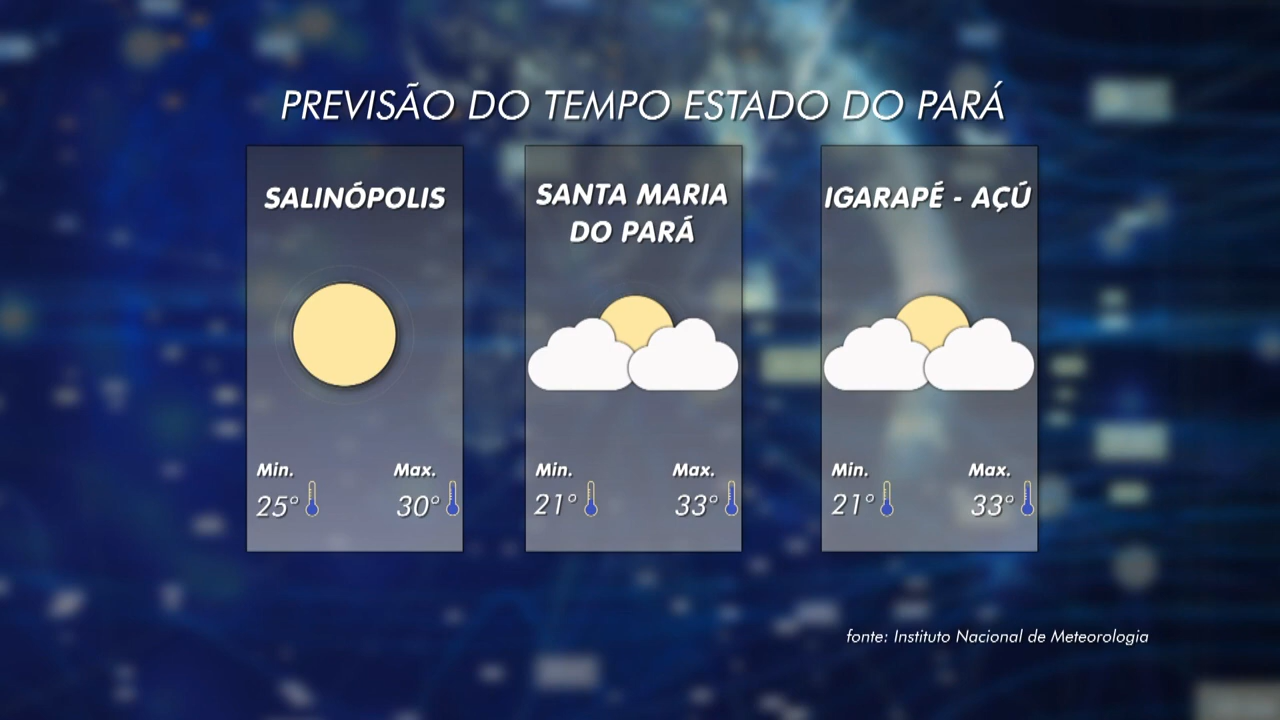 PREVISÃO DO TEMPO ESTADO DO PARÁ
SALINÓPOLIS
Min. Max.
25° 30°
SANTA MARIA
DO PARÁ
Min. Max.
21° 33°
IGARAPÉ - AÇÚ
Min. Max.
21° 33°
fonte: Instituto Nacional de Meteorologia